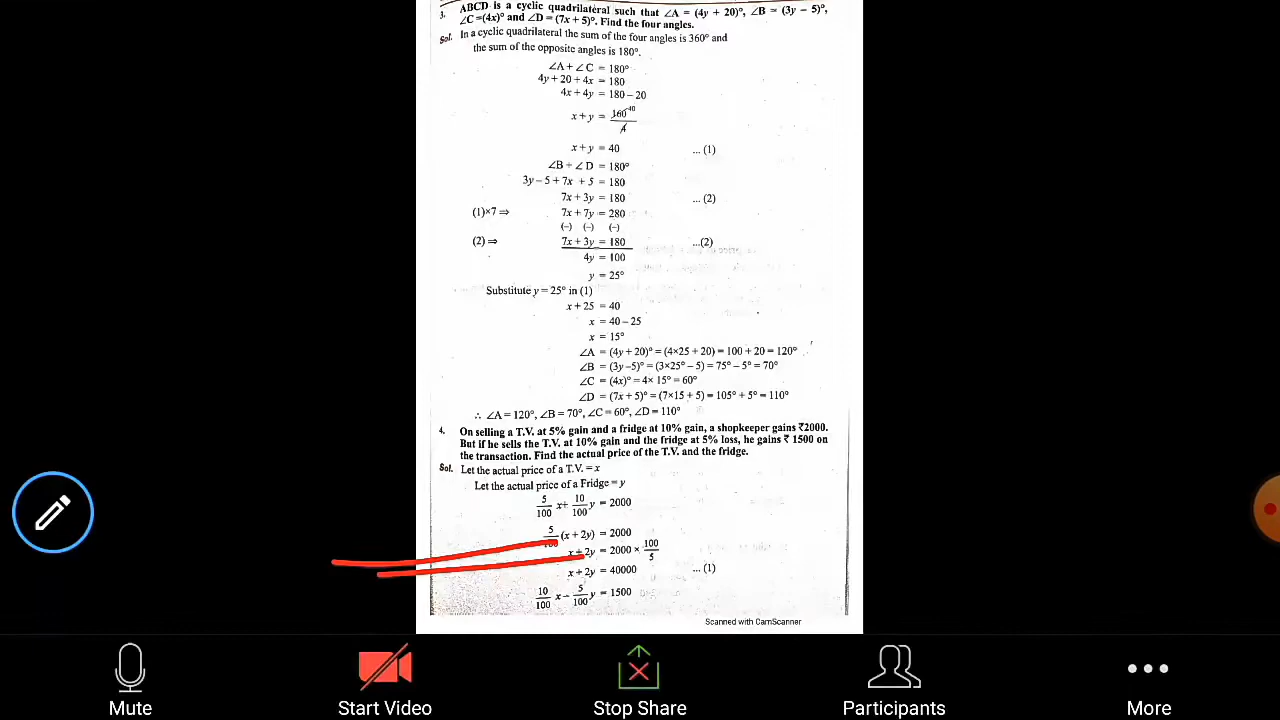 3. ABCD is a cyclic quadrilateral such that ∠A = (4y + 20)°, ∠B = (3y – 5)°,
∠C =(4x)° and ∠D = (7x + 5)°. Find the four angles.
Sol. In a cyclic quadrilateral the sum of the four angles is 360° and
the sum of the opposite angles is 180°.
∠A + ∠C = 180°
4y + 20 + 4x = 180
4x + 4y = 180 – 20
x + y = 160 40 / 4
x + y = 40 ... (1)
∠B + ∠D = 180°
3y – 5 + 7x + 5 = 180
7x + 3y = 180 ... (2)
(1)×7 ⇒ 7x + 7y = 280
(–) (–) (–)
(2) ⇒ 7x + 3y = 180 ...(2)
4y = 100
y = 25°
Substitute y = 25° in (1)
x + 25 = 40
x = 40 – 25
x = 15°
∠A = (4y + 20)° = (4×25 + 20) = 100 + 20 = 120°
∠B = (3y –5)° = (3×25° – 5) = 75° – 5° = 70°
∠C = (4x)° = 4× 15° = 60°
∠D = (7x + 5)° = (7×15 + 5) = 105° + 5° = 110°
∴ ∠A = 120°, ∠B = 70°, ∠C = 60°, ∠D = 110°
4. On selling a T.V. at 5% gain and a fridge at 10% gain, a shopkeeper gains ₹2000.
But if he sells the T.V. at 10% gain and the fridge at 5% loss, he gains ₹ 1500 on
the transaction. Find the actual price of the T.V. and the fridge.
Sol. Let the actual price of a T.V. = x
Let the actual price of a Fridge = y
5/100 x + 10/100 y = 2000
5/100 (x + 2y) = 2000
x + 2y = 2000 × 100/5
x + 2y = 40000 ... (1)
10/100 x – 5/100 y = 1500
Scanned with CamScanner
Mute Start Video Stop Share Participants More